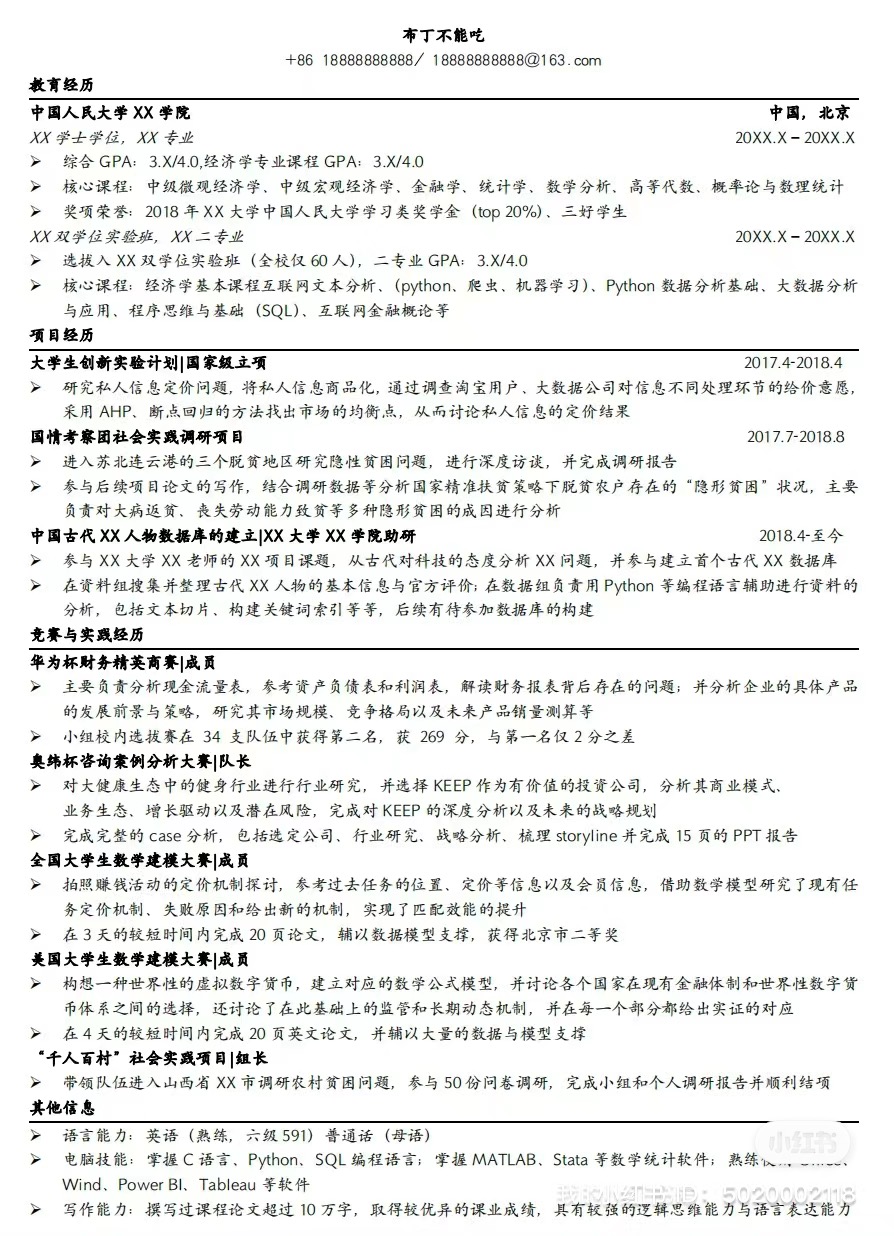 布丁不能吃
+86 18888888888/ 18888888888@163.com
教育经历
中国人民大学 XX 学院 中国，北京
XX 学士学位，XX 专业 20XX.X – 20XX.X
➢ 综合 GPA：3.X/4.0,经济学专业课程 GPA：3.X/4.0
➢ 核心课程：中级微观经济学、中级宏观经济学、金融学、统计学、数学分析、高等代数、概率论与数理统计
➢ 奖项荣誉：2018 年 XX 大学中国人民大学学习类奖学金（top 20%）、三好学生
XX 双学位实验班，XX 二专业 20XX.X – 20XX.X
➢ 选拔入 XX 双学位实验班（全校仅 60 人），二专业 GPA：3.X/4.0
➢ 核心课程：经济学基本课程互联网文本分析、（python、爬虫、机器学习）、Python 数据分析基础、大数据分析
与应用、程序思维与基础（SQL）、互联网金融概论等
项目经历
大学生创新实验计划|国家级立项 2017.4-2018.4
➢ 研究私人信息定价问题，将私人信息商品化，通过调查淘宝用户、大数据公司对信息不同处理环节的给价意愿，
采用 AHP、断点回归的方法找出市场的均衡点，从而讨论私人信息的定价结果
国情考察团社会实践调研项目 2017.7-2018.8
➢ 进入苏北连云港的三个脱贫地区研究隐性贫困问题，进行深度访谈，并完成调研报告
➢ 参与后续项目论文的写作，结合调研数据等分析国家精准扶贫策略下脱贫农户存在的“隐形贫困”状况，主要
负责对大病返贫、丧失劳动能力致贫等多种隐形贫困的成因进行分析
中国古代 XX 人物数据库的建立|XX 大学 XX 学院助研 2018.4-至今
➢ 参与 XX 大学 XX 老师的 XX 项目课题，从古代对科技的态度分析 XX 问题，并参与建立首个古代 XX 数据库
➢ 在资料组搜集并整理古代 XX 人物的基本信息与官方评价；在数据组负责用 Python 等编程语言辅助进行资料的
分析，包括文本切片、构建关键词索引等等，后续有待参加数据库的构建
竞赛与实践经历
华为杯财务精英商赛|成员
➢ 主要负责分析现金流量表，参考资产负债表和利润表，解读财务报表背后存在的问题；并分析企业的具体产品
的发展前景与策略，研究其市场规模、竞争格局以及未来产品销量测算等
➢ 小组校内选拔赛在 34 支队伍中获得第二名，获 269 分，与第一名仅 2 分之差
奥纬杯咨询案例分析大赛|队长
➢ 对大健康生态中的健身行业进行行业研究，并选择 KEEP 作为有价值的投资公司，分析其商业模式、
业务生态、增长驱动以及潜在风险，完成对 KEEP 的深度分析以及未来的战略规划
➢ 完成完整的 case 分析，包括选定公司、行业研究、战略分析、梳理 storyline 并完成 15 页的 PPT 报告
全国大学生数学建模大赛|成员
➢ 拍照赚钱活动的定价机制探讨，参考过去任务的位置、定价等信息以及会员信息，借助数学模型研究了现有任
务定价机制、失败原因和给出新的机制，实现了匹配效能的提升
➢ 在 3 天的较短时间内完成 20 页论文，辅以数据模型支撑，获得北京市二等奖
美国大学生数学建模大赛|成员
➢ 构想一种世界性的虚拟数字货币，建立对应的数学公式模型，并讨论各个国家在现有金融体制和世界性数字货
币体系之间的选择，还讨论了在此基础上的监管和长期动态机制，并在每一个部分都给出实证的对应
➢ 在 4 天的较短时间内完成 20 页英文论文，并辅以大量的数据与模型支撑
“千人百村”社会实践项目|组长
➢ 带领队伍进入山西省 XX 市调研农村贫困问题，参与 50 份问卷调研，完成小组和个人调研报告并顺利结项
其他信息
➢ 语言能力：英语（熟练，六级 591）普通话（母语）
小红书
➢ 电脑技能：掌握 C 语言、Python、SQL 编程语言；掌握 MATLAB、Stata 等数学统计软件；熟练
Wind、Power BI、Tableau 等软件
我的小红书ID：5020002118
➢ 写作能力：撰写过课程论文超过 10 万字，取得较优异的课业成绩，具有较强的逻辑思维能力与语言表达能力